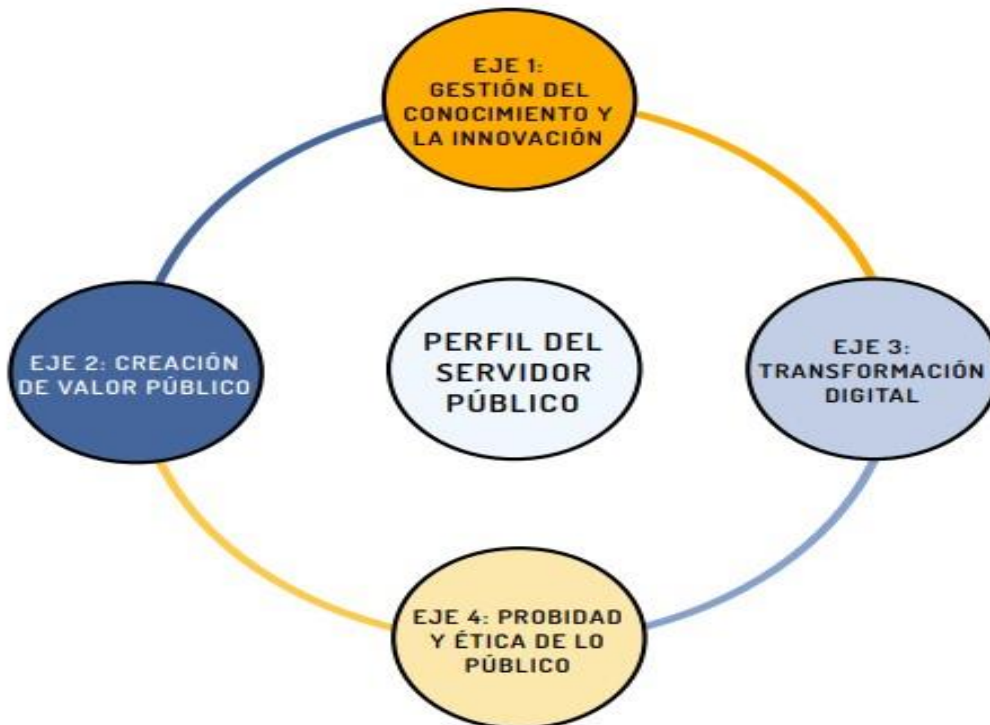 EJE 1:
GESTIÓN DEL
CONOCIMIENTO Y
LA INNOVACIÓN
EJE 2: CREACIÓN
DE VALOR PÚBLICO
PERFIL DEL
SERVIDOR
PÚBLICO
EJE 3:
TRANSFORMACIÓN
DIGITAL
EJE 4: PROBIDAD
Y ÉTICA DE LO
PÚBLICO